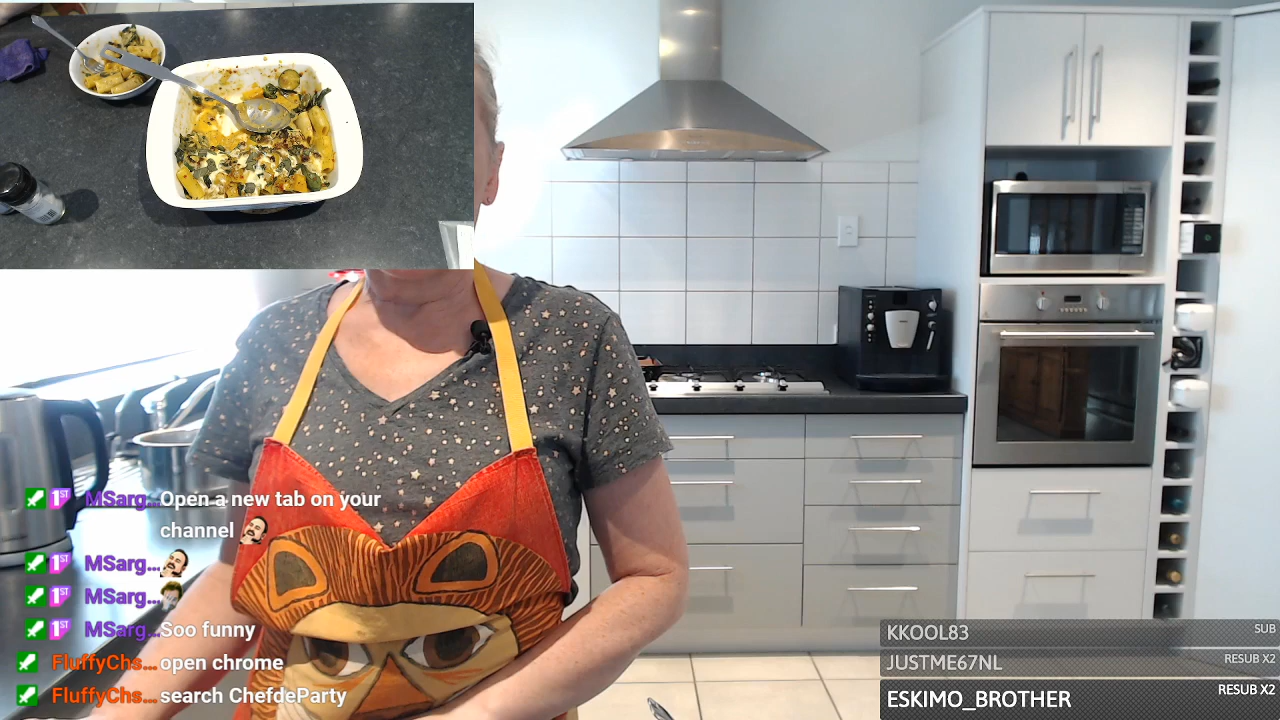 MSarg... Open a new tab on your
channel
MSarg...
MSarg...
MSarg... Soo funny
FluffyChs... open chrome
FluffyChs... search ChefdeParty
KKOOL83 SUB
JUSTME67NL RESUB X2
ESKIMO_BROTHER RESUB X2